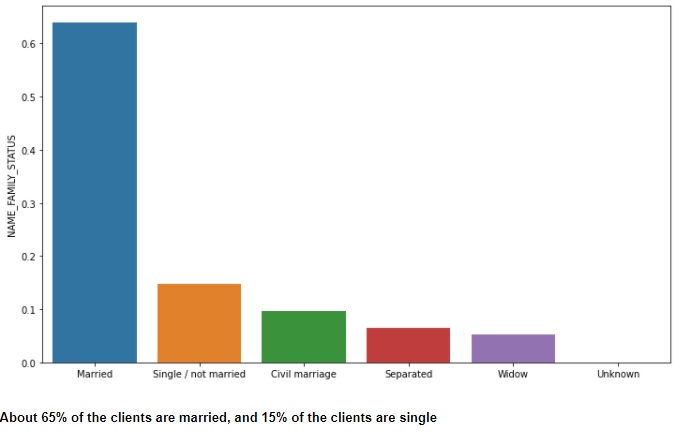 NAME_FAMILY_STATUS
0.6
0.5
0.4
0.3
0.2
0.1
0.0
Married Single / not married Civil marriage Separated Widow Unknown
About 65% of the clients are married, and 15% of the clients are single